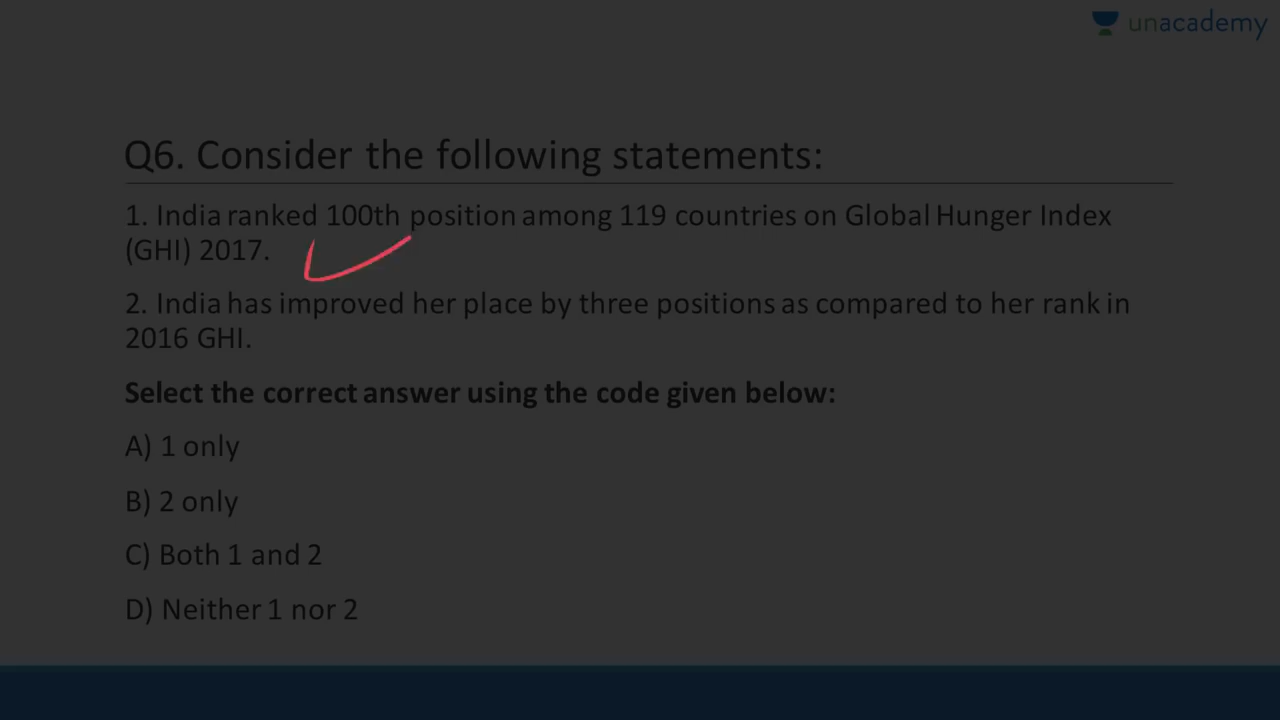 unacademy
Q6. Consider the following statements:
1. India ranked 100th position among 119 countries on Global Hunger Index
(GHI) 2017.
2. India has improved her place by three positions as compared to her rank in
2016 GHI.
Select the correct answer using the code given below:
A) 1 only
B) 2 only
C) Both 1 and 2
D) Neither 1 nor 2